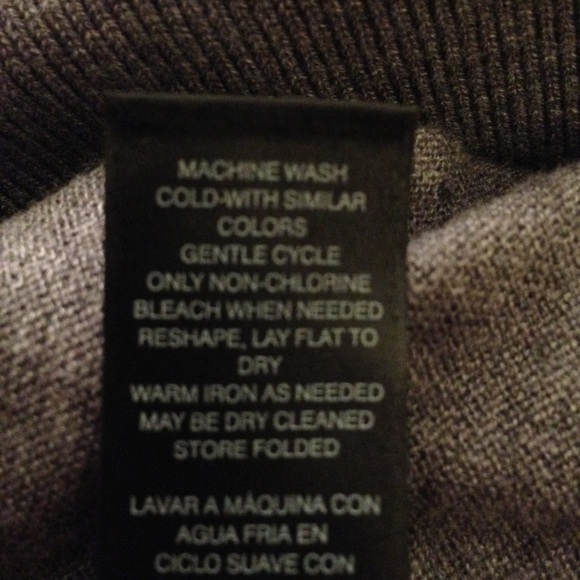 MACHINE WASH
COLD-WITH SIMILAR
COLORS
GENTLE CYCLE
ONLY NON-CHLORINE
BLEACH WHEN NEEDED
RESHAPE, LAY FLAT TO
DRY
WARM IRON AS NEEDED
MAY BE DRY CLEANED
STORE FOLDED
LAVAR A MÁQUINA CON
AGUA FRIA EN
CICLO SUAVE CON